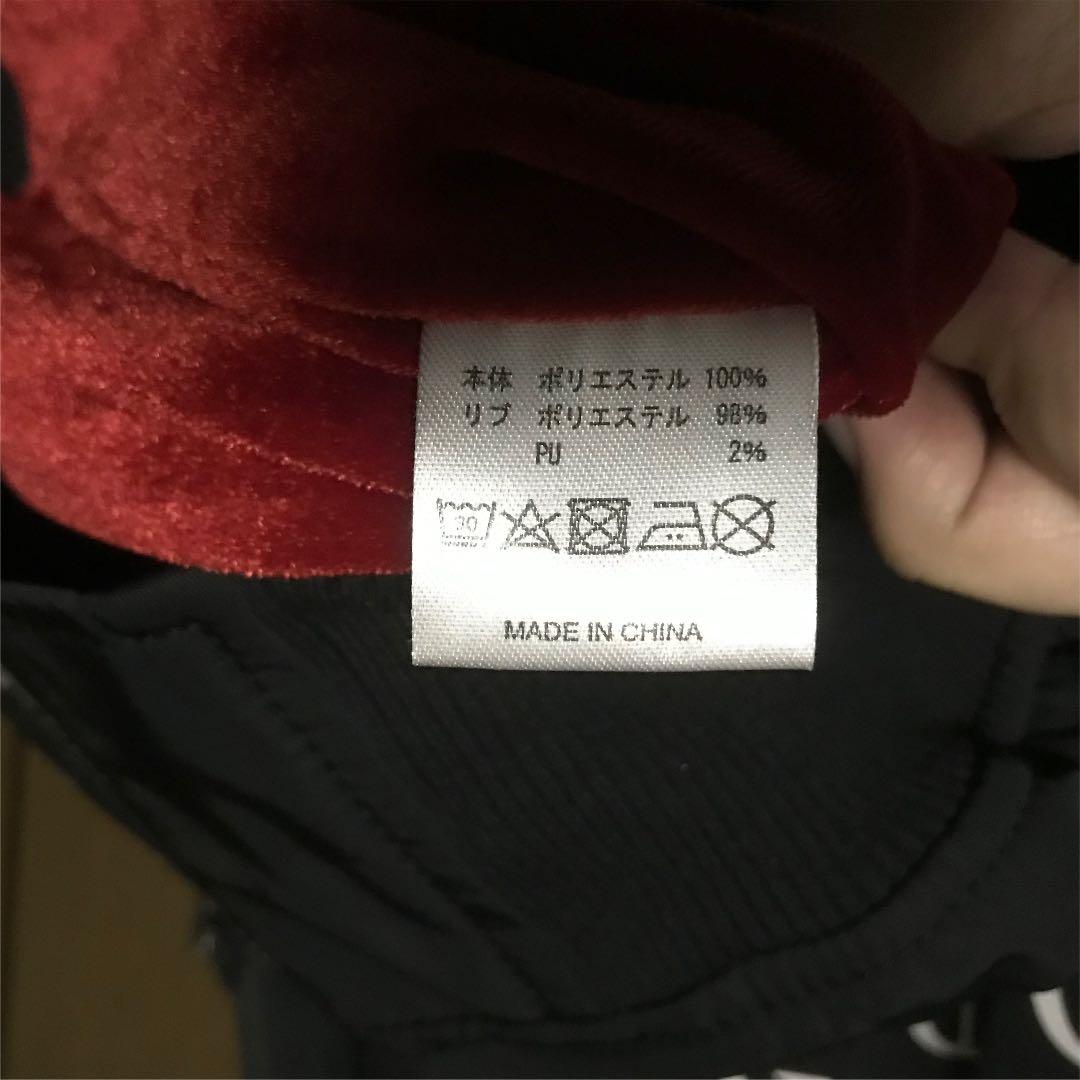 本体 ポリエステル 100%
リブ ポリエステル 98%
PU 2%
30
MADE IN CHINA